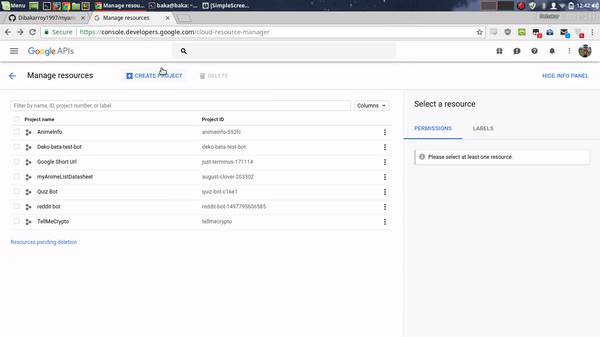 Menu
Manage resou...
baka@baka: ~...
[SimpleScree...
12:42
Dibakarroy1997/myani
Manage resources
Secure https://console.developers.google.com/cloud-resource-manager
Google APIs
Manage resources
CREATE PROJECT
DELETE
HIDE INFO PANEL
Filter by name, ID, project number, or label
Columns
Project name Project ID
AnimeInfo animeinfo-552fc
Deko-beta-test-bot deko-beta-test-bot
Google Short Url just-terminus-171114
myAnimeListDatasheet august-clover-203302
Quiz Bot quiz-bot-c16e1
reddit bot reddit-bot-1497795606585
TellMeCrypto tellmecrypto
Resources pending deletion
Select a resource
PERMISSIONS LABELS
Please select at least one resource.